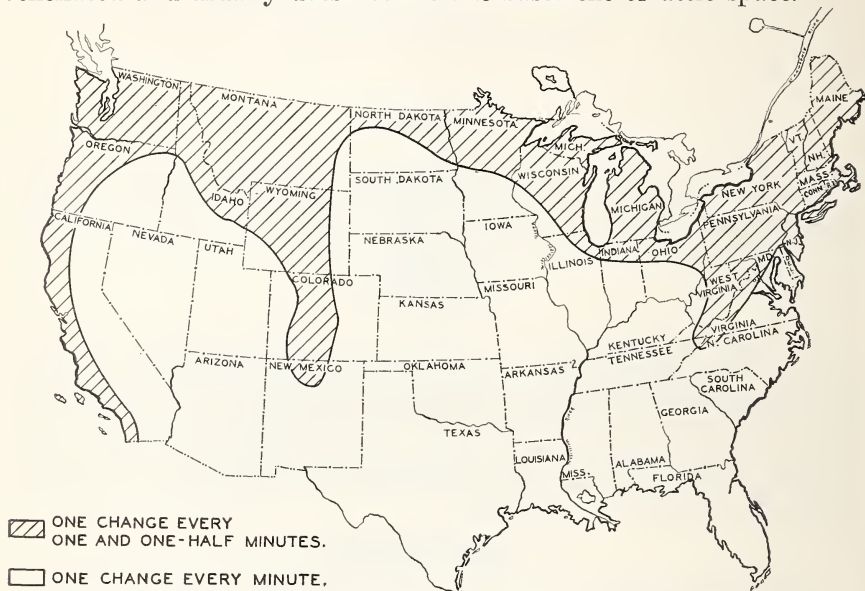 WASHINGTON
MONTANA
NORTH DAKOTA
MINNESOTA
MAINE
OREGON
MICH.
VT.
N.H.
IDAHO
WYOMING
SOUTH DAKOTA
WISCONSIN
MICHIGAN
NEW YORK
MASS.
CONN.
R.I.
PENNSYLVANIA
CALIFORNIA
NEVADA
UTAH
NEBRASKA
IOWA
ILLINOIS
INDIANA
OHIO
N.J.
MD.
DEL.
WEST
VIRGINIA
COLORADO
KANSAS
MISSOURI
VIRGINIA
KENTUCKY
N. CAROLINA
TENNESSEE
ARIZONA
NEW MEXICO
OKLAHOMA
ARKANSAS
SOUTH
CAROLINA
GEORGIA
TEXAS
LOUISIANA
MISS.
ALABAMA
FLORIDA
ONE CHANGE EVERY
ONE AND ONE-HALF MINUTES.
ONE CHANGE EVERY MINUTE.